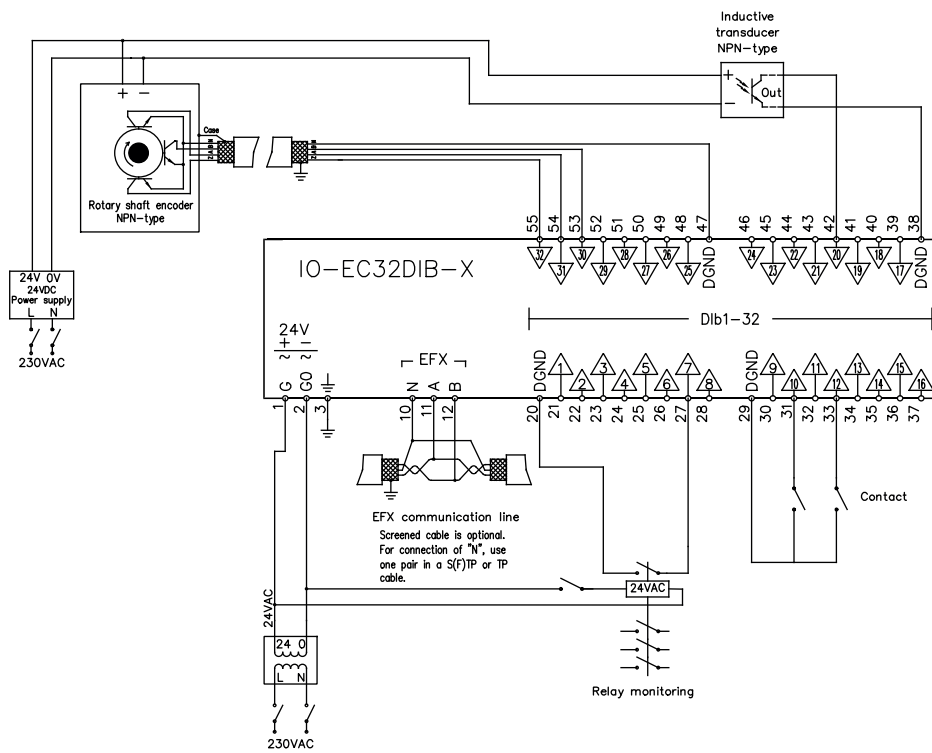 Inductive
transducer
NPN-type
+ -
+
-
Out
Case
N
B
A
Z
N
B
A
Z
Rotary shaft encoder
NPN-type
55 54 53 52 51 50 49 48 47 46 45 44 43 42 41 40 39 38
32 31 30 29 28 27 26 25 DGND 24 23 22 21 20 19 18 17 DGND
IO-EC32DIB-X
24V 0V
24VDC
Power supply
L N
230VAC
DIb1-32
24V
+ -
~ ~
EFX
G G0
N A B
DGND 1 2 3 4 5 6 7 8 DGND 9 10 11 12 13 14 15 16
1 2 3 10 11 12 20 21 22 23 24 25 26 27 28 29 30 31 32 33 34 35 36 37
Contact
EFX communication line
Screened cable is optional.
For connection of "N", use
one pair in a S(F)TP or TP
cable.
24VAC
24VAC
24 0
L N
Relay monitoring
230VAC